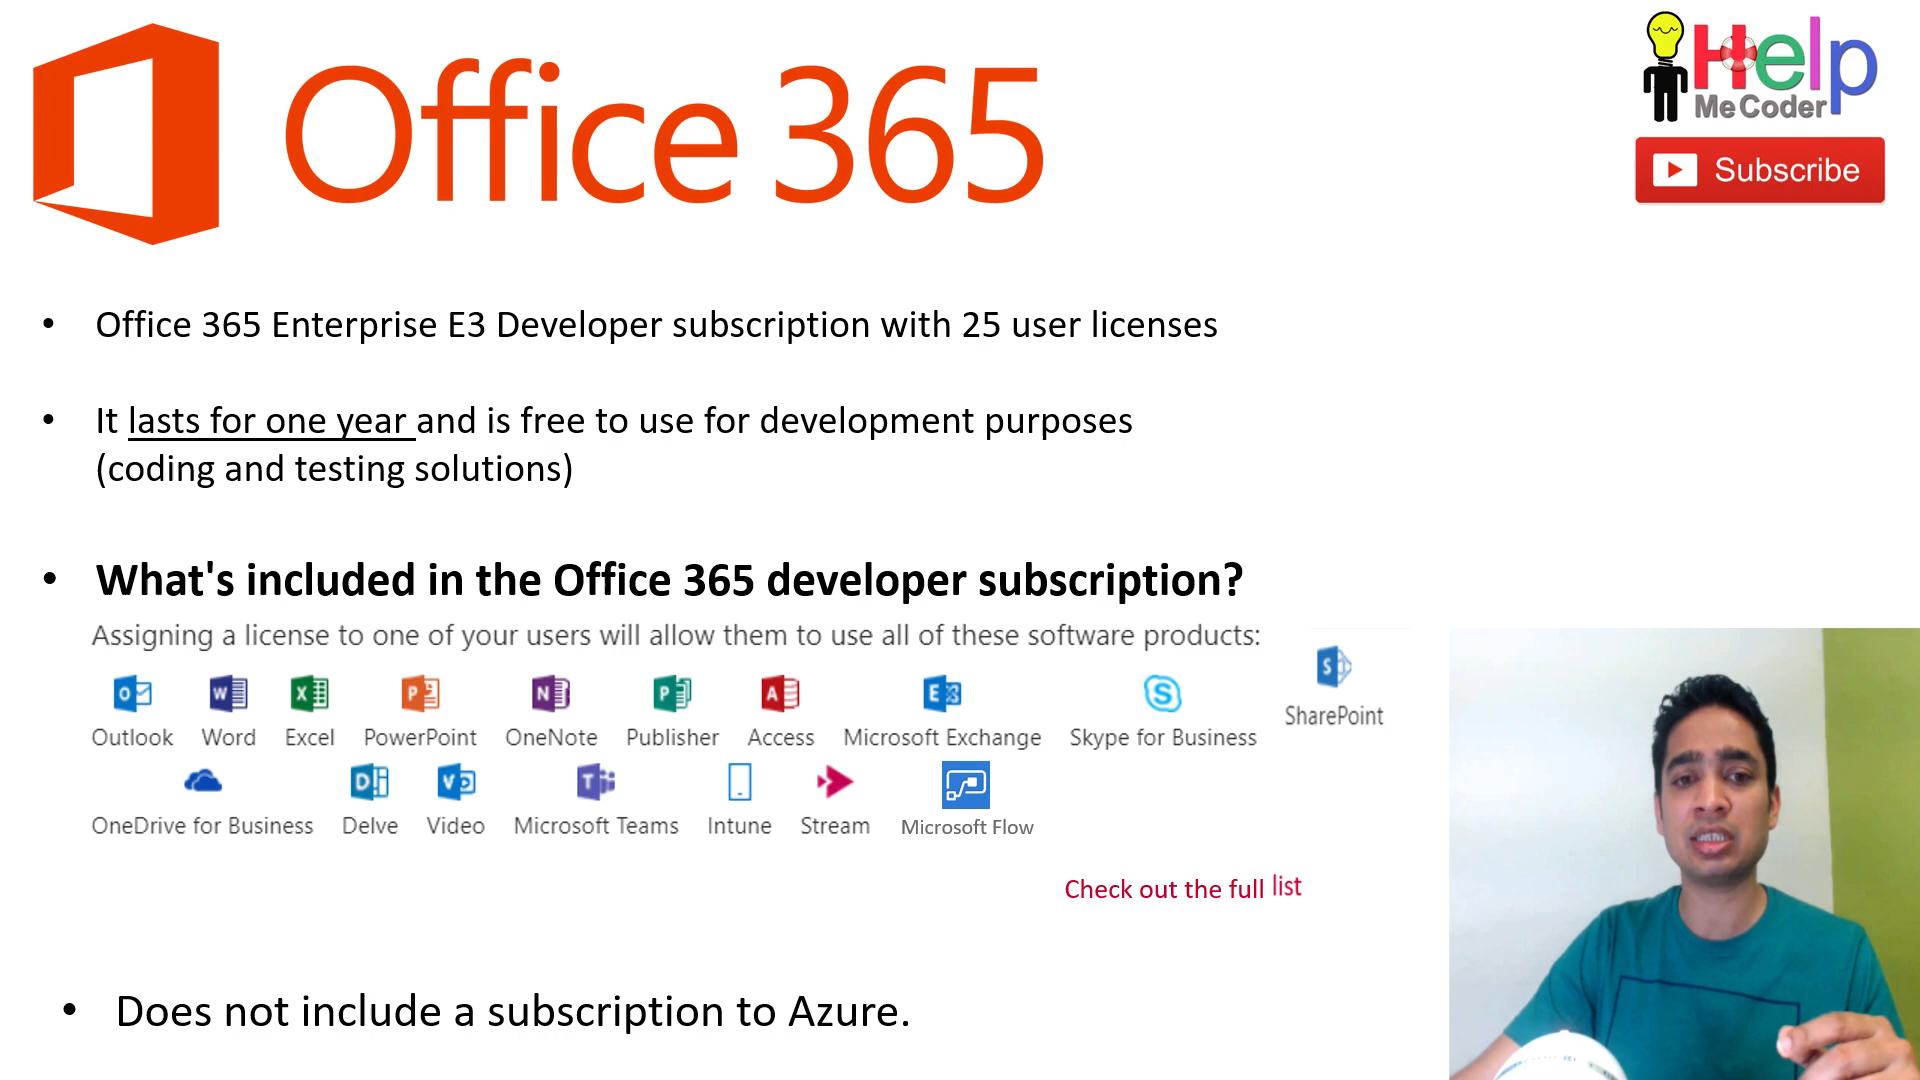 Office 365
Help
Me Coder
Subscribe
• Office 365 Enterprise E3 Developer subscription with 25 user licenses
• It lasts for one year and is free to use for development purposes
(coding and testing solutions)
• What's included in the Office 365 developer subscription?
Assigning a license to one of your users will allow them to use all of these software products:
Outlook Word Excel PowerPoint OneNote Publisher Access Microsoft Exchange Skype for Business SharePoint
OneDrive for Business Delve Video Microsoft Teams Intune Stream Microsoft Flow
Check out the full list
• Does not include a subscription to Azure.